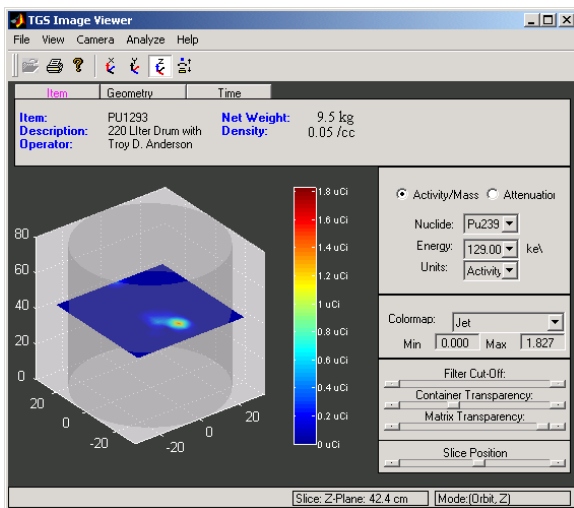 TGS Image Viewer
File View Camera Analyze Help
Item Geometry Time
Item: PU1293 Net Weight: 9.5 kg
Description: 220 LIter Drum with Density: 0.05 /cc
Operator: Troy D. Anderson
Activity/Mass Attenuation
Nuclide: Pu239
Energy: 129.00 ke\
Units: Activity
Colormap: Jet
Min 0.000 Max 1.827
Filter Cut-Off:
Container Transparency:
Matrix Transparency:
Slice Position
80
60
40
20
0
20
0
-20
-20
0
20
1.8 uCi
1.6 uCi
1.4 uCi
1.2 uCi
1 uCi
0.8 uCi
0.6 uCi
0.4 uCi
0.2 uCi
0 uCi
Slice: Z-Plane: 42.4 cm Mode:(Orbit, Z)